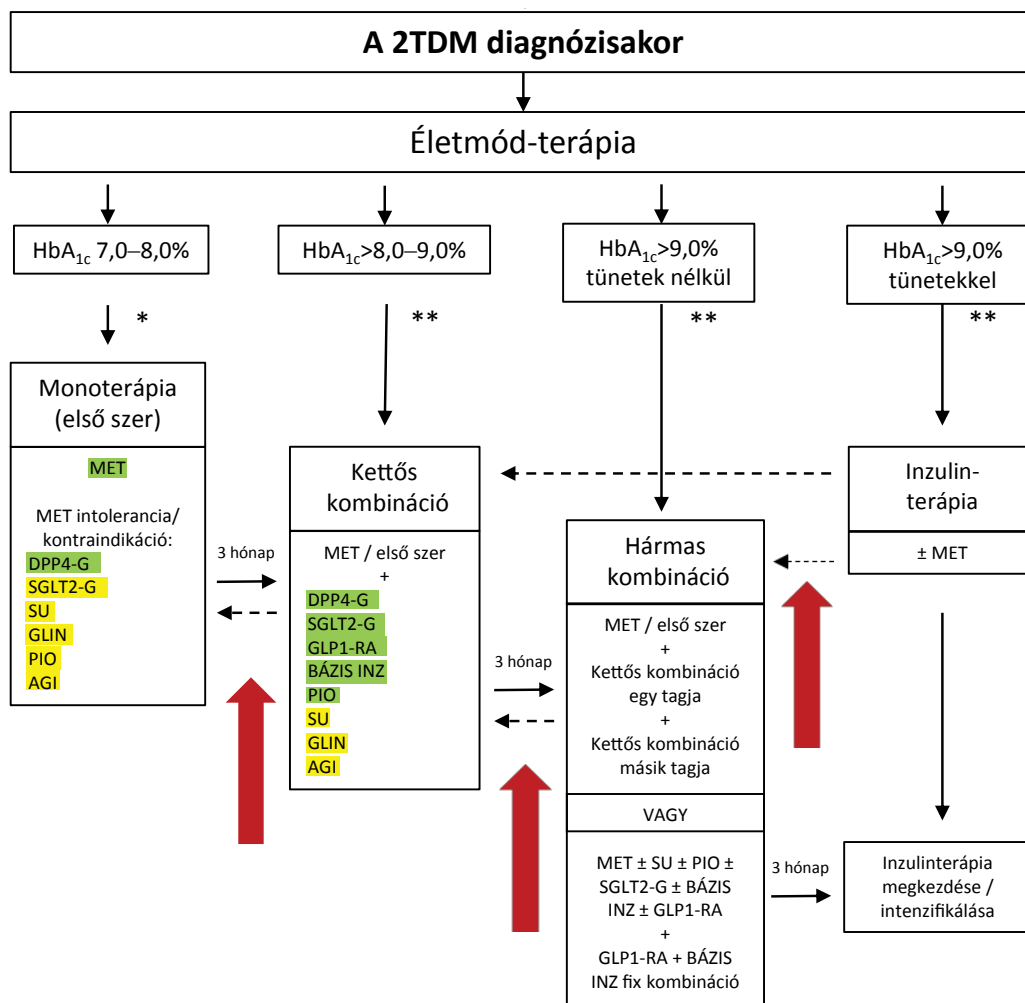 A 2TDM diagnózisakor
Életmód-terápia
HbA1c 7,0–8,0%
HbA1c>8,0–9,0%
HbA1c>9,0%
tünetek nélkül
HbA1c>9,0%
tünetekkel
*
**
**
**
Monoterápia
(első szer)
MET
MET intolerancia/
kontraindikáció:
DPP4-G
SGLT2-G
SU
GLIN
PIO
AGI
3 hónap
Kettős
kombináció
MET / első szer
+
DPP4-G
SGLT2-G
GLP1-RA
BÁZIS INZ
PIO
SU
GLIN
AGI
3 hónap
Hármas
kombináció
MET / első szer
+
Kettős kombináció
egy tagja
+
Kettős kombináció
másik tagja
VAGY
MET ± SU ± PIO ±
SGLT2-G ± BÁZIS
INZ ± GLP1-RA
+
GLP1-RA + BÁZIS
INZ fix kombináció
3 hónap
Inzulin-
terápia
± MET
Inzulinterápia
megkezdése /
intenzifikálása